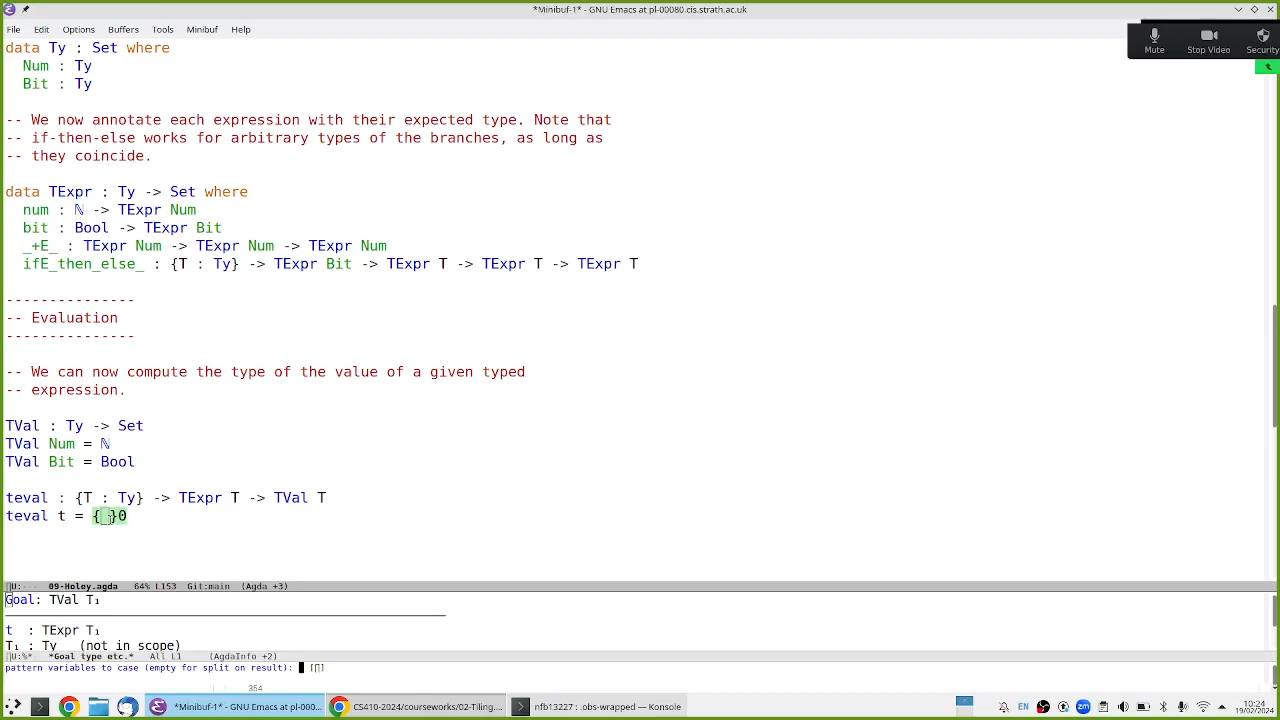 *Minibuf-1* - GNU Emacs at pl-00080.cis.strath.ac.uk
File Edit Options Buffers Tools Minibuf Help
Mute Stop Video Security
data Ty : Set where
  Num : Ty
  Bit : Ty
-- We now annotate each expression with their expected type. Note that
-- if-then-else works for arbitrary types of the branches, as long as
-- they coincide.
data TExpr : Ty -> Set where
  num : ℕ -> TExpr Num
  bit : Bool -> TExpr Bit
  _+E_ : TExpr Num -> TExpr Num -> TExpr Num
  ifE_then_else_ : {T : Ty} -> TExpr Bit -> TExpr T -> TExpr T -> TExpr T
---------------
-- Evaluation
---------------
-- We can now compute the type of the value of a given typed
-- expression.
TVal : Ty -> Set
TVal Num = ℕ
TVal Bit = Bool
teval : {T : Ty} -> TExpr T -> TVal T
teval t = { }0
U:--- 09-Holey.agda 64% L153 Git:main (Agda +3)
Goal: TVal T₁
t : TExpr T₁
T₁ : Ty (not in scope)
U:%*- *Goal type etc.* All L1 (AgdaInfo +2)
pattern variables to case (empty for split on result):
354
*Minibuf-1* - GNU Emacs at pl-000... CS410-2324/courseworks/02-Tiling,... nfb13227 : .obs-wrapped — Konsole EN zm 10:24
19/02/2024